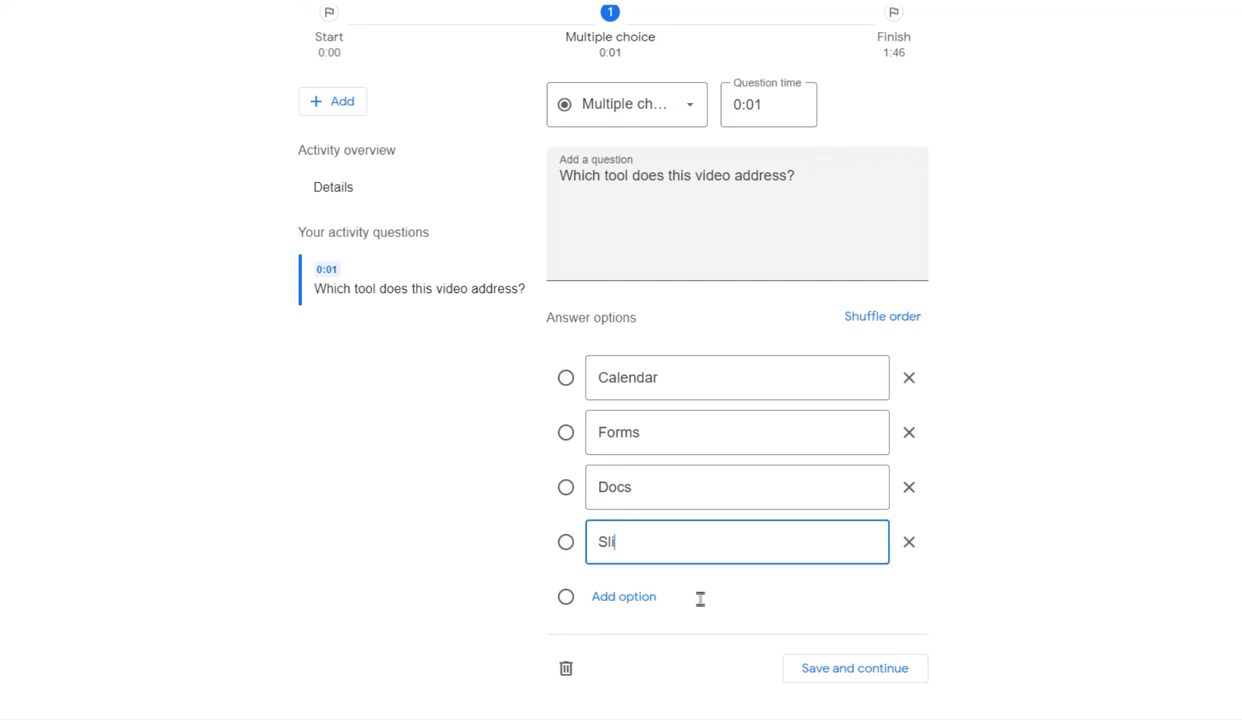 1
Start
Multiple choice
Finish
0:00
0:01
1:46
Question time
Add
Multiple ch...
0:01
Activity overview
Add a question
Which tool does this video address?
Details
Your activity questions
0:01
Which tool does this video address?
Answer options
Shuffle order
Calendar
Forms
Docs
Sli
Add option
Save and continue